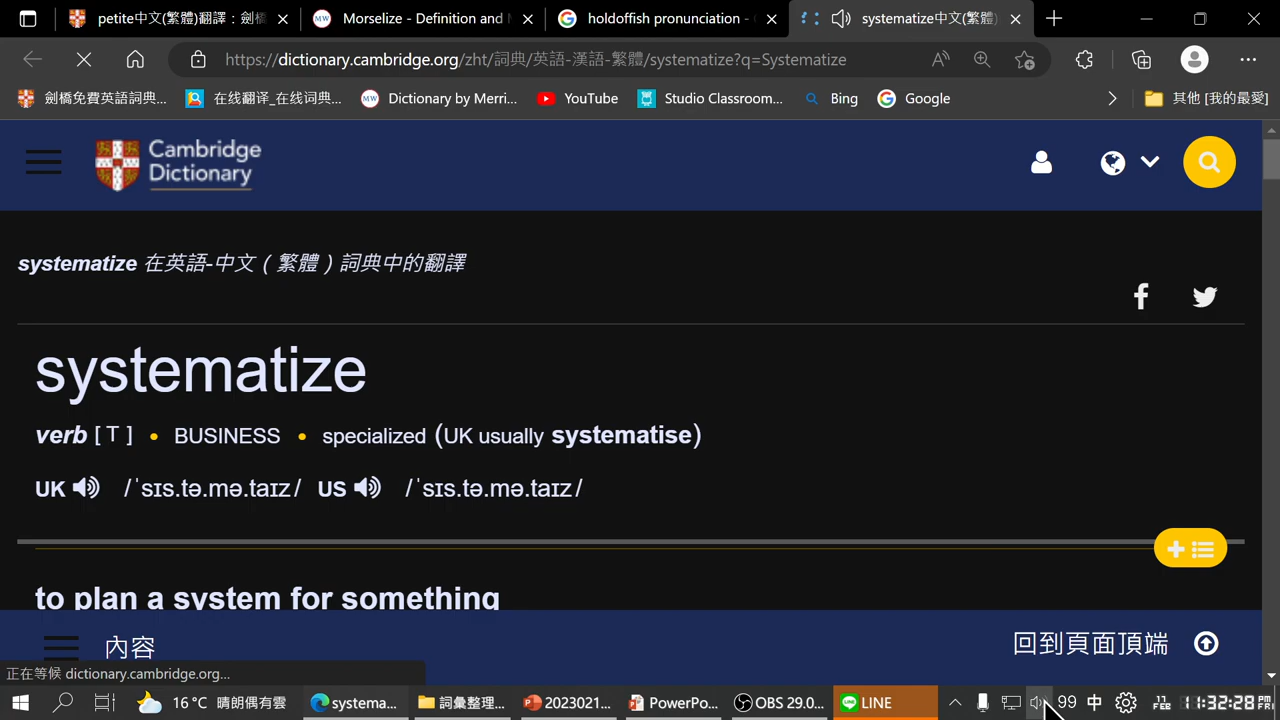 petite中文(繁體)翻譯：劍橋
Morselize - Definition and
holdoffish pronunciation - G
systematize中文(繁體)
https://dictionary.cambridge.org/zht/詞典/英語-漢語-繁體/systematize?q=Systematize
劍橋免費英語詞典...
在线翻译_在线词典...
Dictionary by Merri...
YouTube
Studio Classroom...
Bing
Google
其他 [我的最愛]
Cambridge
Dictionary
systematize 在英語-中文（繁體）詞典中的翻譯
systematize
verb [ T ] • BUSINESS • specialized (UK usually systematise)
UK /ˈsɪs.tə.mə.taɪz/ US /ˈsɪs.tə.mə.taɪz/
to plan a system for something
內容
回到頁面頂端
正在等候 dictionary.cambridge.org...
16°C 晴朗偶有雲
systema...
詞彙整理...
2023021...
PowerPo...
OBS 29.0...
LINE
99
中